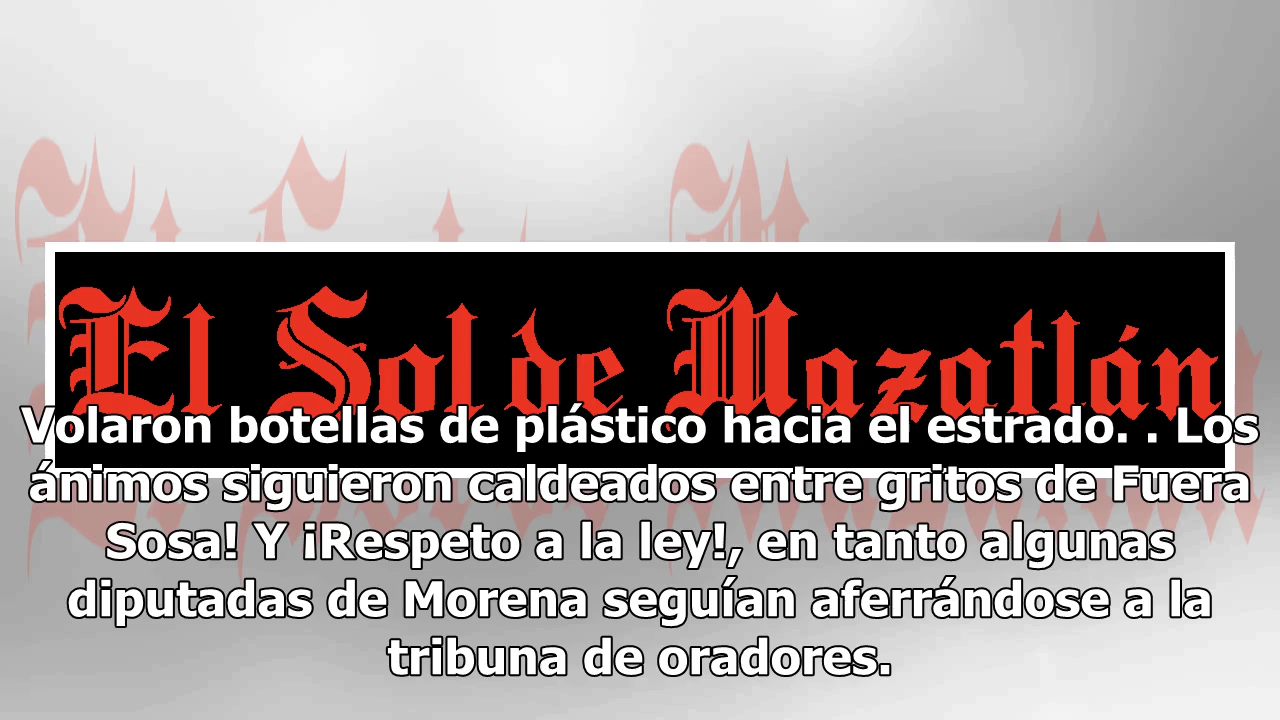 El Sol de Mazatlán
Volaron botellas de plástico hacia el estrado. . Los
ánimos siguieron caldeados entre gritos de Fuera
Sosa! Y ¡Respeto a la ley!, en tanto algunas
diputadas de Morena seguían aferrándose a la
tribuna de oradores.